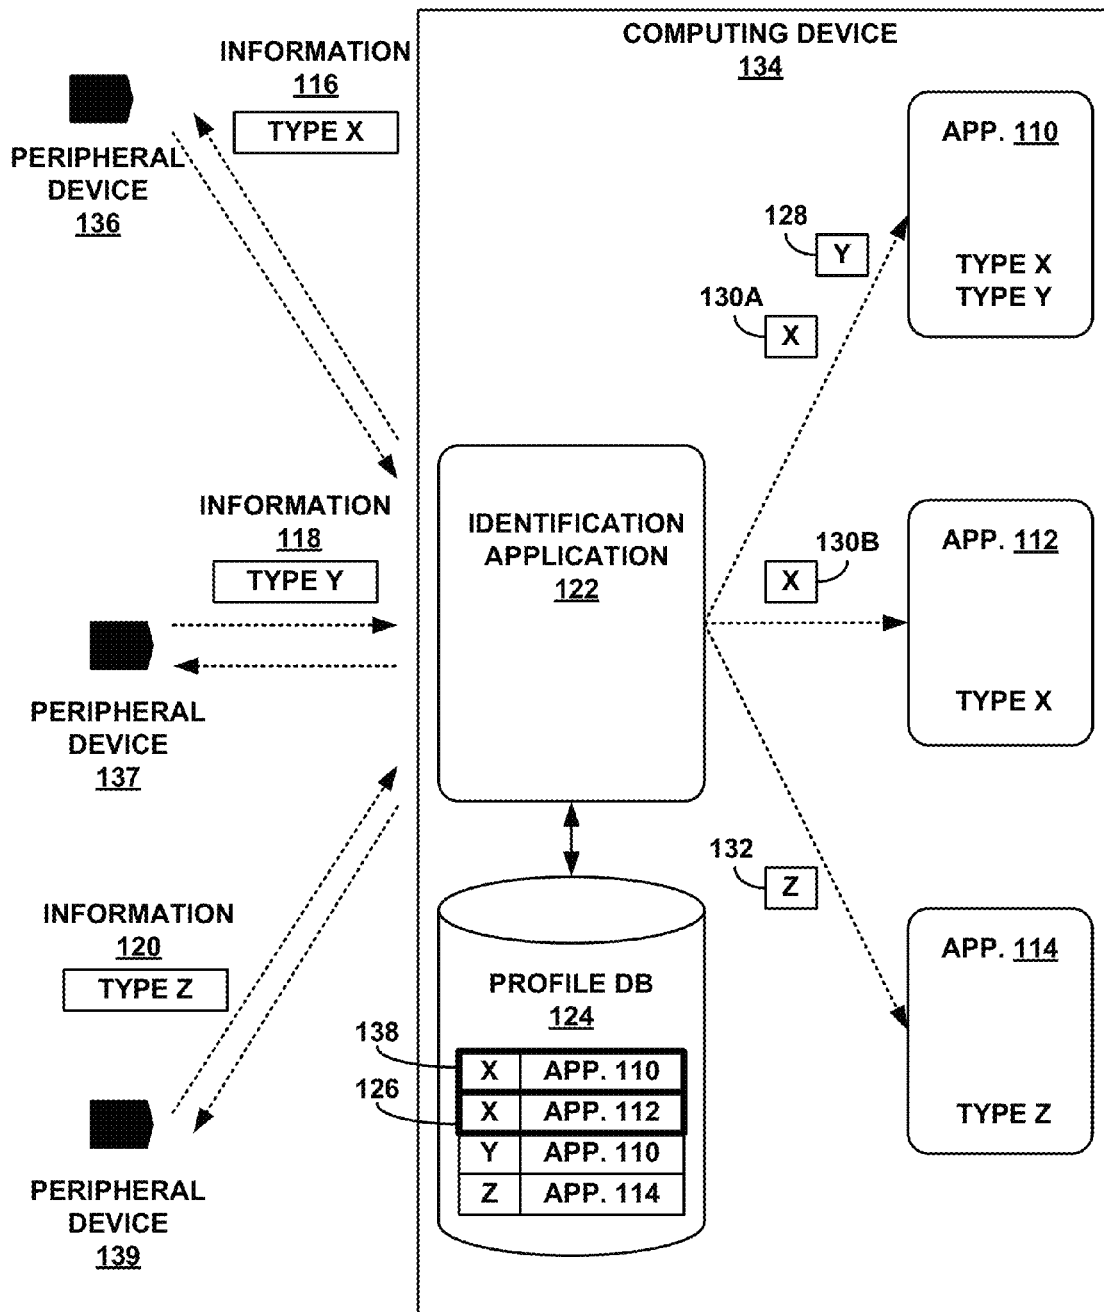 COMPUTING DEVICE
134
INFORMATION
116
TYPE X
PERIPHERAL
DEVICE
136
APP. 110
TYPE X
TYPE Y
128
Y
130A
X
INFORMATION
118
TYPE Y
PERIPHERAL
DEVICE
137
IDENTIFICATION
APPLICATION
122
130B
X
APP. 112
TYPE X
132
Z
APP. 114
TYPE Z
INFORMATION
120
TYPE Z
PERIPHERAL
DEVICE
139
PROFILE DB
124
138
126
X APP. 110
X APP. 112
Y APP. 110
Z APP. 114